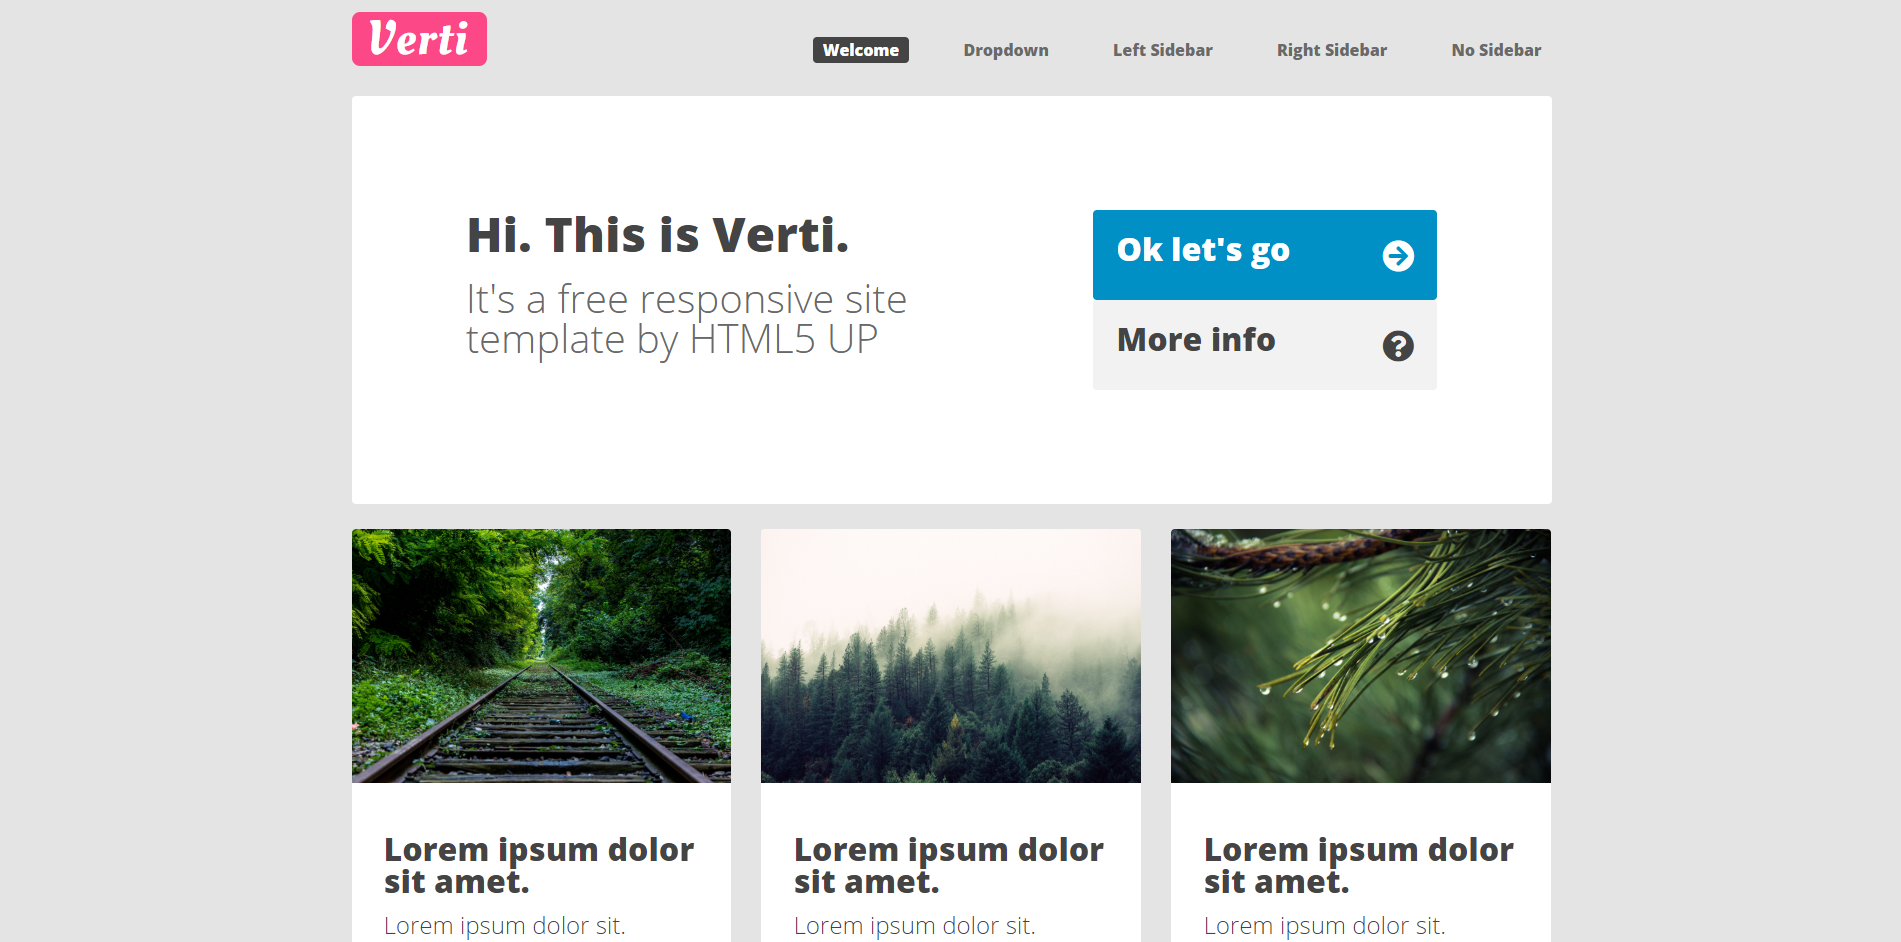 Verti
Welcome
Dropdown
Left Sidebar
Right Sidebar
No Sidebar
Hi. This is Verti.
It's a free responsive site
template by HTML5 UP
Ok let's go
More info
Lorem ipsum dolor
sit amet.
Lorem ipsum dolor sit.
Lorem ipsum dolor
sit amet.
Lorem ipsum dolor sit.
Lorem ipsum dolor
sit amet.
Lorem ipsum dolor sit.